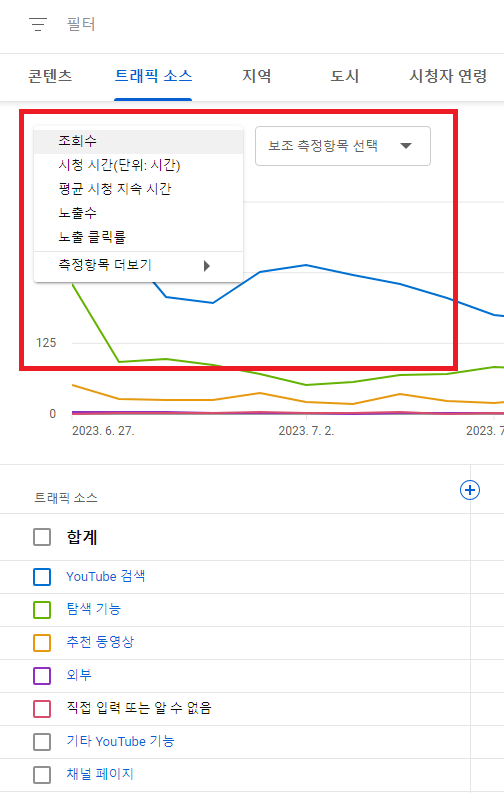 필터
콘텐츠 트래픽 소스 지역 도시 시청자 연령
조회수
보조 측정항목 선택
시청 시간(단위: 시간)
평균 시청 지속 시간
노출수
노출 클릭률
측정항목 더보기
125
0
2023. 6. 27. 2023. 7. 2. 2023. 7
트래픽 소스
합계
YouTube 검색
탐색 기능
추천 동영상
외부
직접 입력 또는 알 수 없음
기타 YouTube 기능
채널 페이지